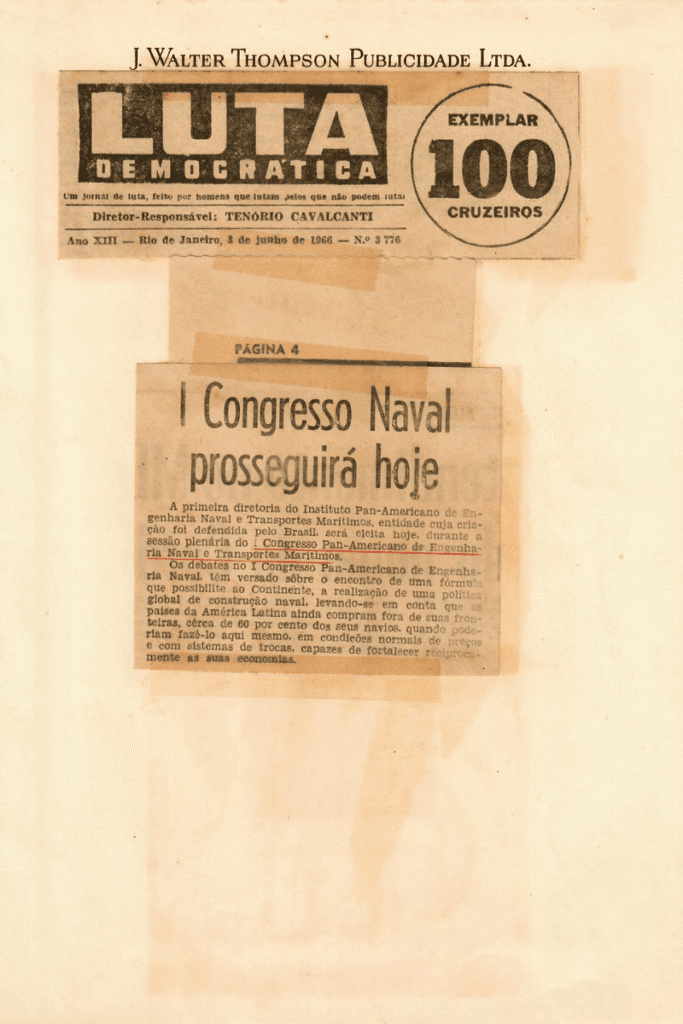 J. WALTER THOMPSON PUBLICIDADE LTDA.
LUTA
DEMOCRÁTICA
EXEMPLAR
100
CRUZEIROS
Um jornal de luta, feito por homens que lutam pelos que não podem lutar
Diretor-Responsável: TENÓRIO CAVALCANTI
Ano XIII — Rio de Janeiro, 3 de junho de 1966 — N.º 3 776
PÁGINA 4
I Congresso Naval
prosseguirá hoje
A primeira diretoria do Instituto Pan-Americano de Engenharia
genharia Naval e Transportes Marítimos, entidade cuja cria-
ção foi defendida pelo Brasil, será eleita hoje, durante a
sessão plenária do I Congresso Pan-Americano de Engenha-
ria Naval e Transportes Marítimos.
Os debates no I Congresso Pan-Americano de Engenha-
ria Naval, têm versado sôbre o encontro de uma fórmula
que possibilite ao Continente, a realização de uma política
global de construção naval, levando-se em conta que os
países da América Latina ainda compram fora de suas fron-
teiras, cêrca de 60 por cento dos seus navios, quando pode-
riam fazê-lo aqui mesmo, em condições normais de preços
e com sistemas de trocas, capazes de fortalecer reciproca-
mente as suas economias.